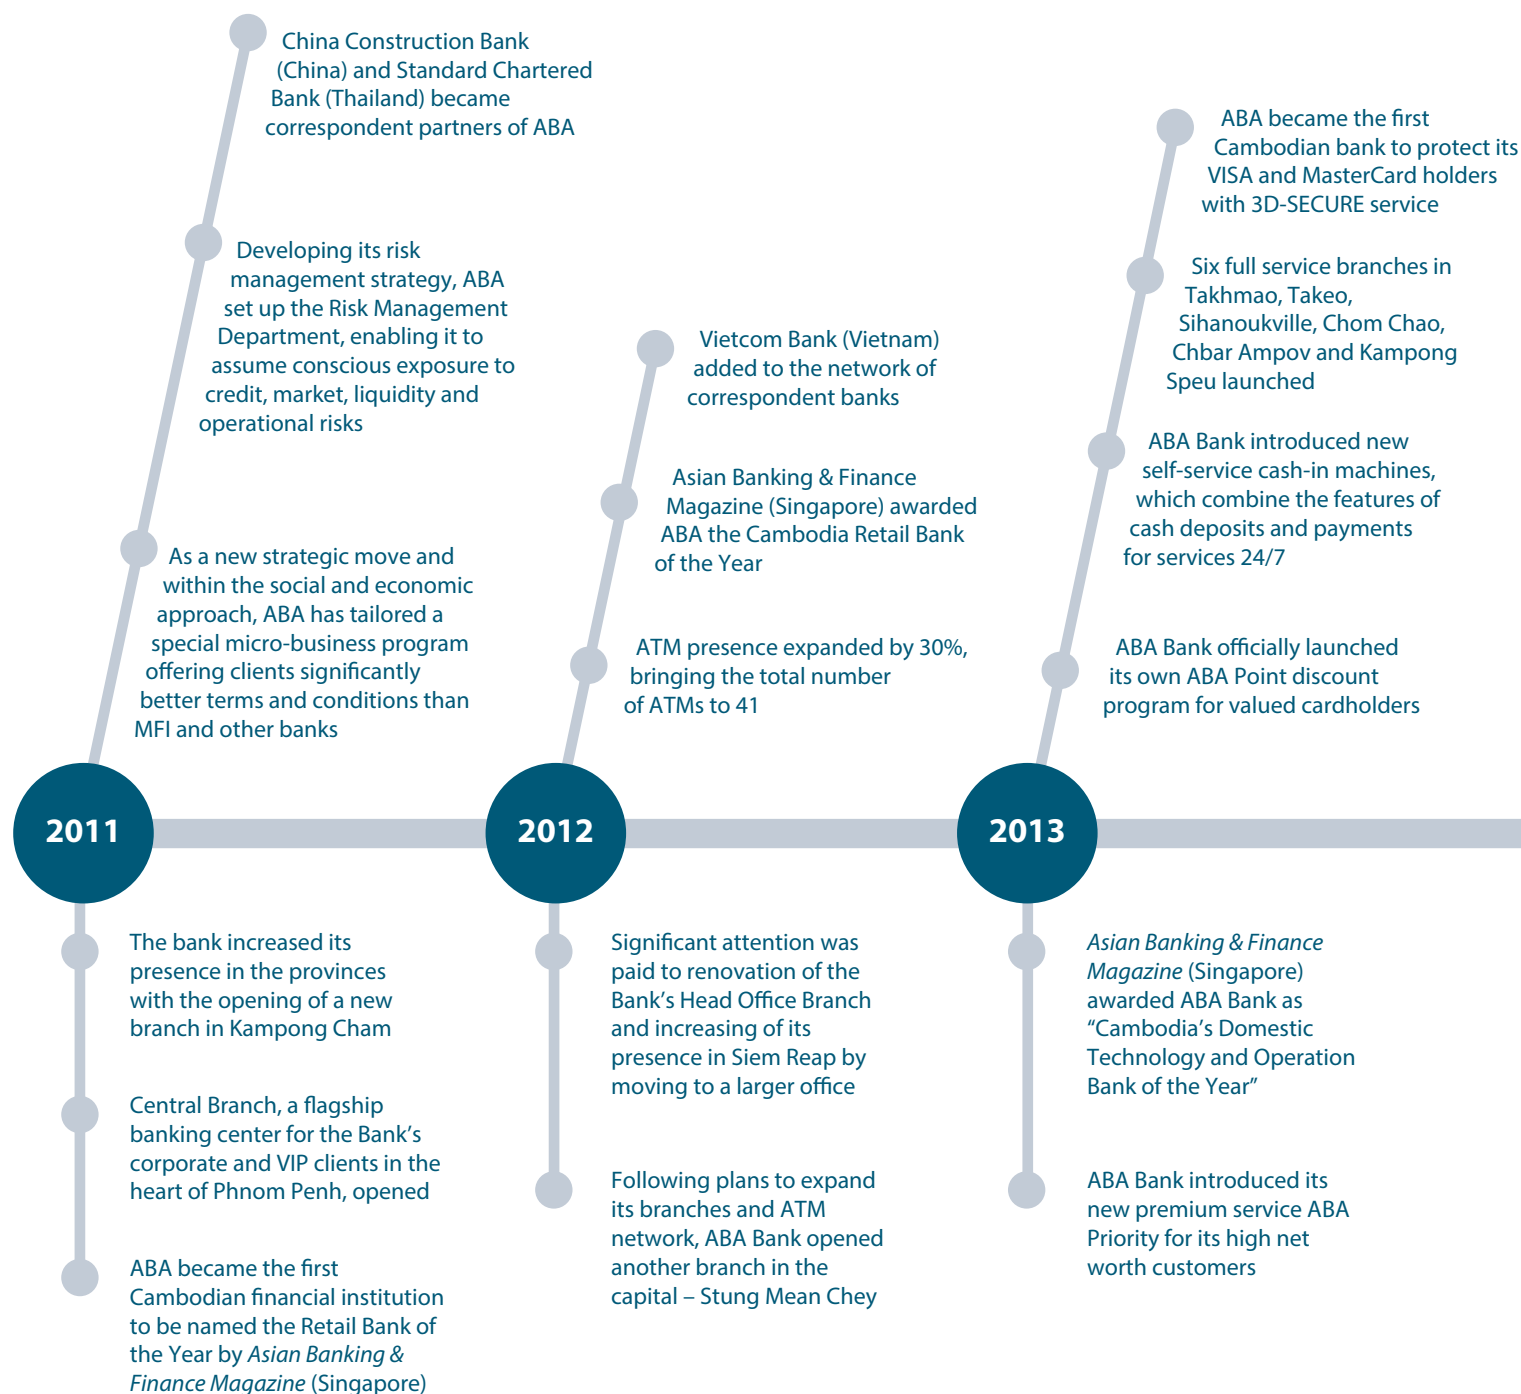 China Construction Bank
(China) and Standard Chartered
Bank (Thailand) became
correspondent partners of ABA
Developing its risk
management strategy, ABA
set up the Risk Management
Department, enabling it to
assume conscious exposure to
credit, market, liquidity and
operational risks
As a new strategic move and
within the social and economic
approach, ABA has tailored a
special micro-business program
offering clients significantly
better terms and conditions than
MFI and other banks
2011
The bank increased its
presence in the provinces
with the opening of a new
branch in Kampong Cham
Central Branch, a flagship
banking center for the Bank’s
corporate and VIP clients in the
heart of Phnom Penh, opened
ABA became the first
Cambodian financial institution
to be named the Retail Bank of
the Year by Asian Banking &
Finance Magazine (Singapore)
Vietcom Bank (Vietnam)
added to the network of
correspondent banks
Asian Banking & Finance
Magazine (Singapore) awarded
ABA the Cambodia Retail Bank
of the Year
ATM presence expanded by 30%,
bringing the total number
of ATMs to 41
2012
Significant attention was
paid to renovation of the
Bank’s Head Office Branch
and increasing of its
presence in Siem Reap by
moving to a larger office
Following plans to expand
its branches and ATM
network, ABA Bank opened
another branch in the
capital – Stung Mean Chey
ABA became the first
Cambodian bank to protect its
VISA and MasterCard holders
with 3D-SECURE service
Six full service branches in
Takhmao, Takeo,
Sihanoukville, Chom Chao,
Chbar Ampov and Kampong
Speu launched
ABA Bank introduced new
self-service cash-in machines,
which combine the features of
cash deposits and payments
for services 24/7
ABA Bank officially launched
its own ABA Point discount
program for valued cardholders
2013
Asian Banking & Finance
Magazine (Singapore)
awarded ABA Bank as
“Cambodia’s Domestic
Technology and Operation
Bank of the Year”
ABA Bank introduced its
new premium service ABA
Priority for its high net
worth customers